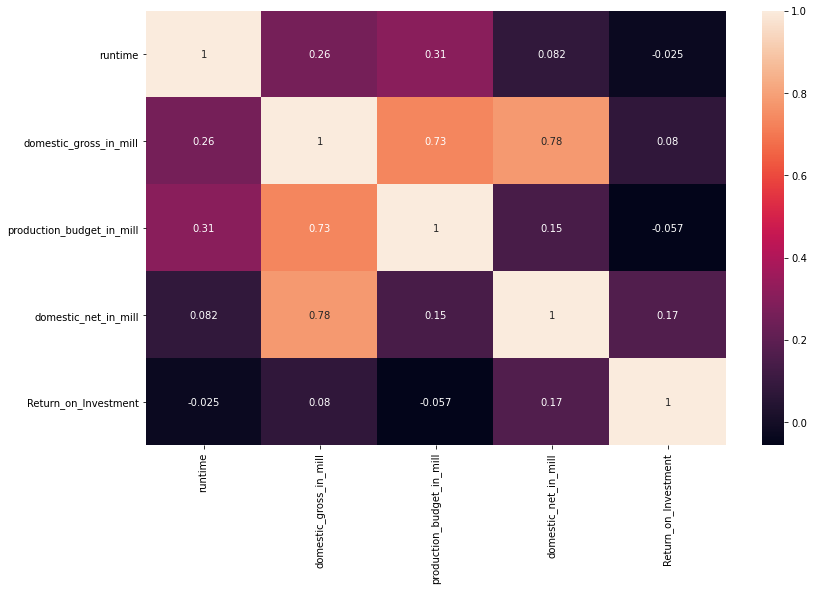 runtime 1 0.26 0.31 0.082 -0.025
domestic_gross_in_mill 0.26 1 0.73 0.78 0.08
production_budget_in_mill 0.31 0.73 1 0.15 -0.057
domestic_net_in_mill 0.082 0.78 0.15 1 0.17
Return_on_Investment -0.025 0.08 -0.057 0.17 1
runtime
domestic_gross_in_mill
production_budget_in_mill
domestic_net_in_mill
Return_on_Investment
1.0
0.8
0.6
0.4
0.2
0.0